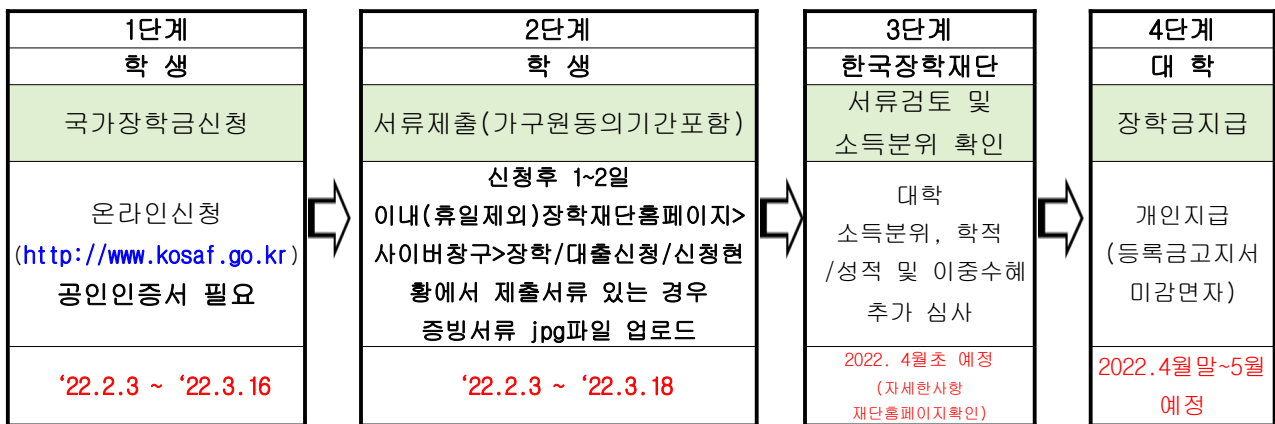 1단계
학 생
국가장학금신청
온라인신청
(http://www.kosaf.go.kr)
공인인증서 필요
‘22.2.3 ~ ‘22.3.16
2단계
학 생
서류제출(가구원동의기간포함)
신청후 1~2일
이내(휴일제외)장학재단홈페이지>
사이버창구>장학/대출신청/신청현
황에서 제출서류 있는 경우
증빙서류 jpg파일 업로드
‘22.2.3 ~ ‘22.3.18
3단계
한국장학재단
서류검토 및
소득분위 확인
대학
소득분위, 학적
/성적 및 이중수혜
추가 심사
2022. 4월초 예정
(자세한사항
재단홈페이지확인)
4단계
대 학
장학금지급
개인지급
(등록금고지서
미감면자)
2022.4월말~5월
예정